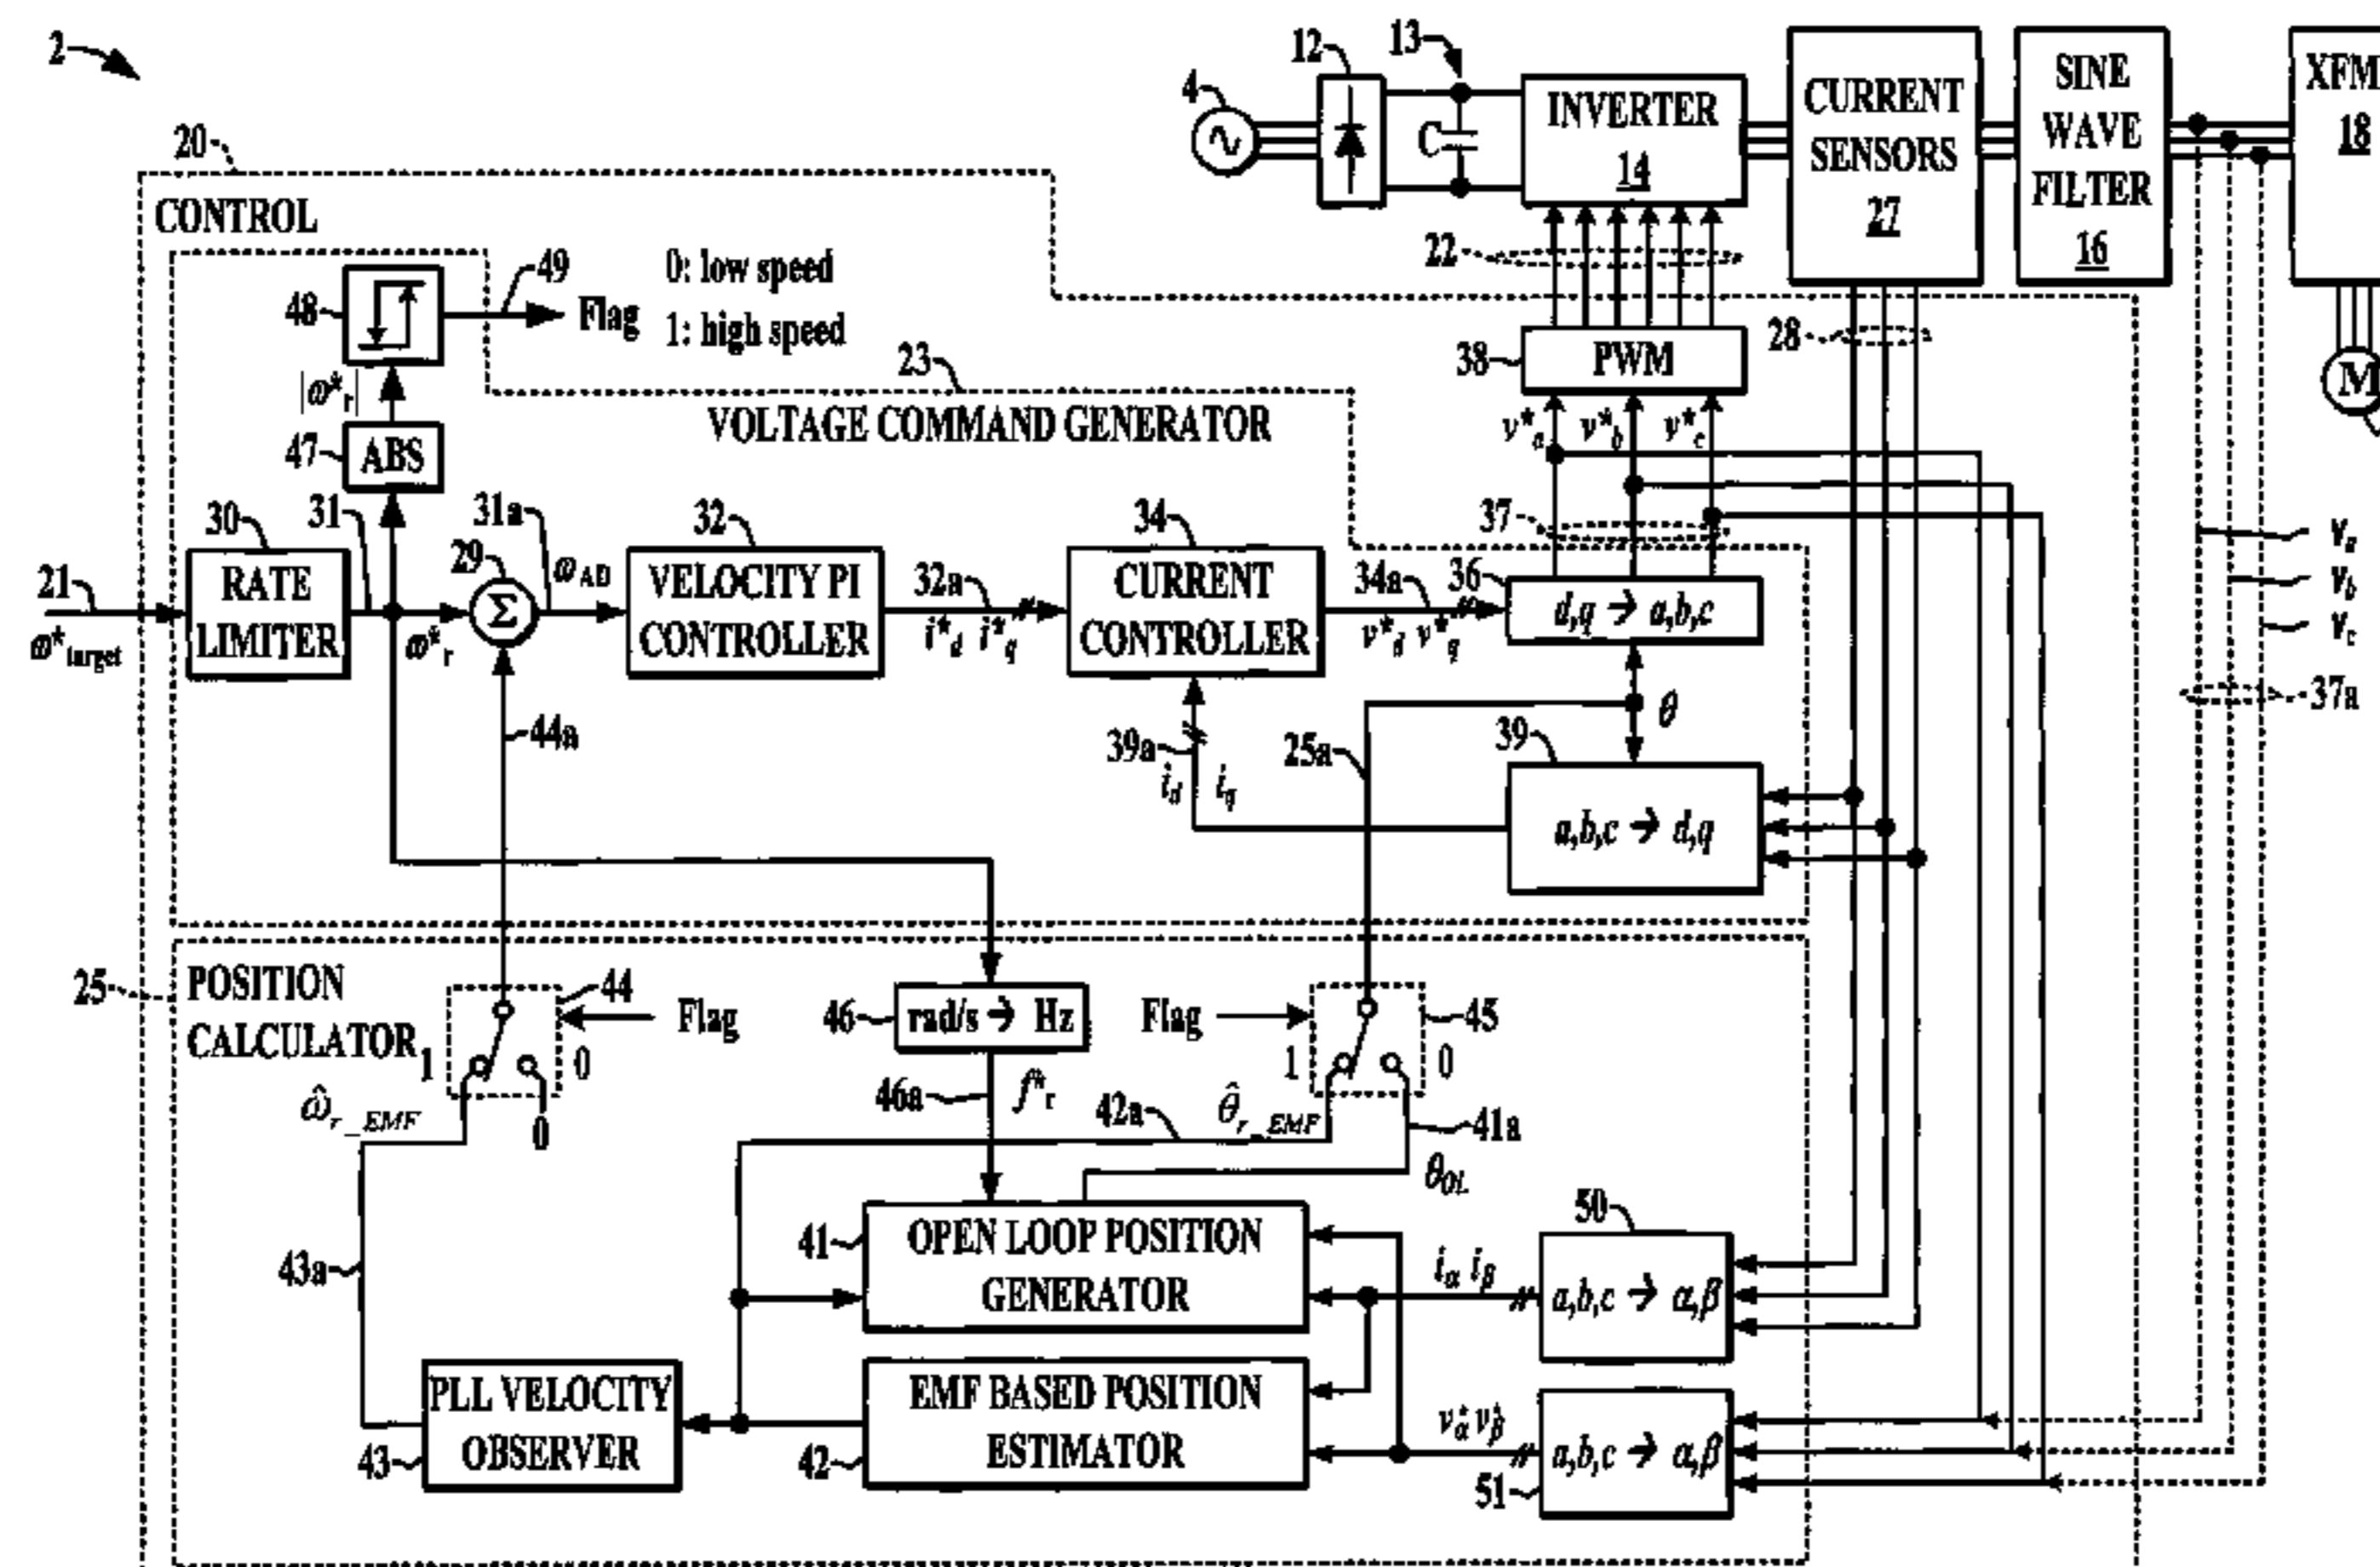 2
12
13
4
CURRENT
SENSORS
27
SINE
WAVE
FILTER
16
XFM
18
INVERTER
14
C
20
CONTROL
22
28
M
48
49
Flag
0: low speed
1: high speed
|ω*r|
23
38
PWM
VOLTAGE COMMAND GENERATOR
v*a v*b v*c
47
ABS
30
31
31a
32
34
37
va
vb
vc
37a
21
ω*target
RATE
LIMITER
29
Σ
ω*r
ωAD
VELOCITY PI
CONTROLLER
32a
i*d i*q
CURRENT
CONTROLLER
34a
v*d v*q
36
d,q → a,b,c
44a
39a
id iq
25a
θ
39
a,b,c → d,q
25
POSITION
CALCULATOR
44
Flag
1
0
0
ω̂r_EMF
46
rad/s → Hz
46a
f*r
Flag
45
1
0
42a
θ̂r_EMF
41a
θOL
43a
41
OPEN LOOP POSITION
GENERATOR
iα iβ
50
a,b,c → α,β
PLL VELOCITY
OBSERVER
43
EMF BASED POSITION
ESTIMATOR
42
v*α v*β
a,b,c → α,β
51